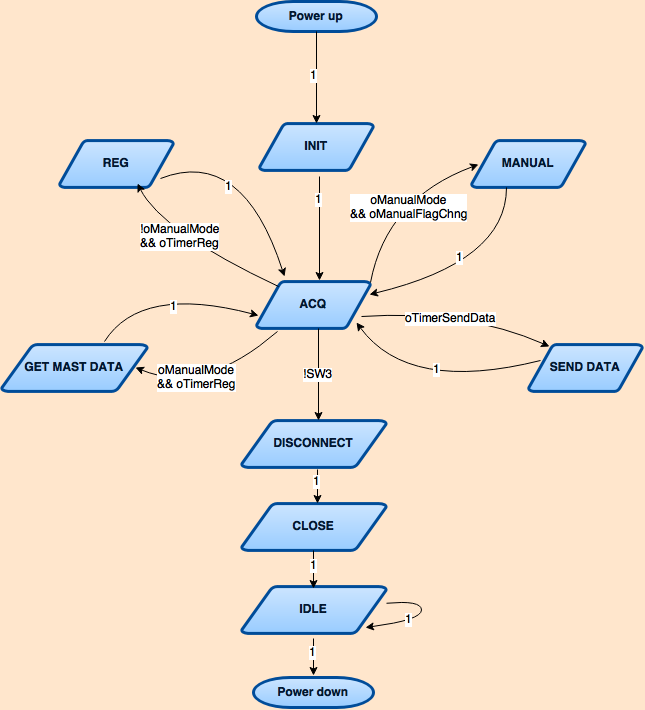 Power up
1
INIT
REG
MANUAL
1
1
oManualMode
&& oManualFlagChng
!oManualMode
&& oTimerReg
1
ACQ
1
oTimerSendData
GET MAST DATA
oManualMode
&& oTimerReg
!SW3
1
SEND DATA
DISCONNECT
1
CLOSE
1
IDLE
1
1
Power down